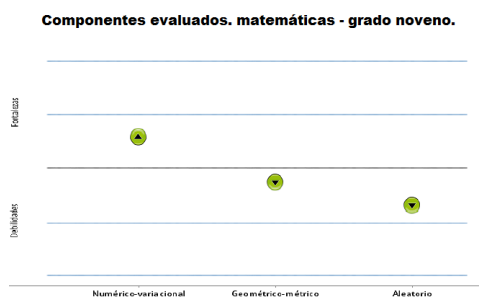 Componentes evaluados. matemáticas - grado noveno.
Fortalezas
Debilidades
Numérico-variacional Geométrico-métrico Aleatorio